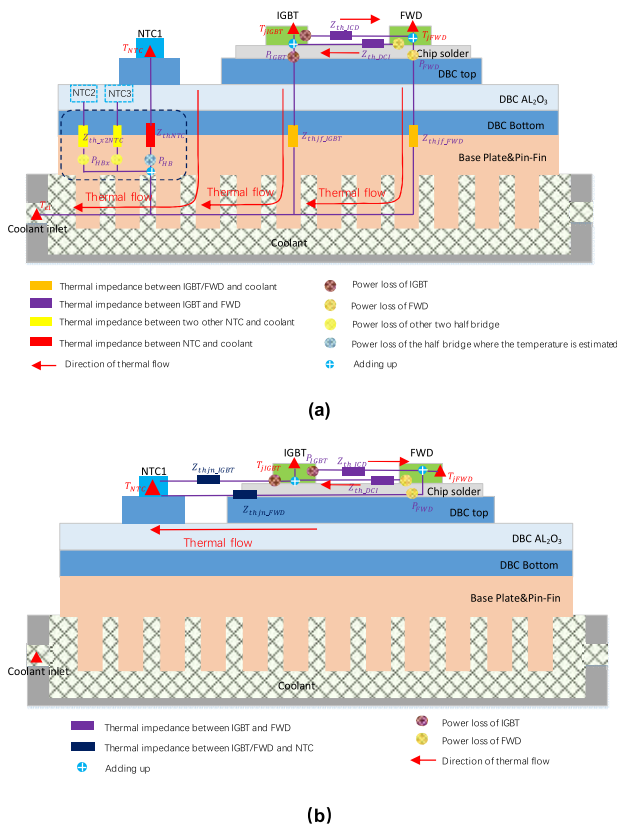 IGBT
FWD
NTC1
T_NTC
T_jIGBT
Z_th_ICD
T_jFWD
P_IGBT
Z_th_DCI
P_FWD
Chip solder
DBC top
NTC2
NTC3
DBC AL₂O₃
DBC Bottom
Z_th_x2NTC
Z_thNTC
Z_thjf_IGBT
Z_thjf_FWD
P_HBx
P_HB
Base Plate&Pin-Fin
Thermal flow
Thermal flow
Thermal flow
Coolant inlet
Coolant
Thermal impedance between IGBT/FWD and coolant
Thermal impedance between IGBT and FWD
Thermal impedance between two other NTC and coolant
Thermal impedance between NTC and coolant
Direction of thermal flow
Power loss of IGBT
Power loss of FWD
Power loss of other two half bridge
Power loss of the half bridge where the temperature is estimated
Adding up
(a)
IGBT
FWD
NTC1
T_NTC
Z_thjn_IGBT
T_jIGBT
P_IGBT
Z_th_ICD
T_jFWD
Z_th_DCI
Chip solder
Z_thjn_FWD
P_FWD
DBC top
Thermal flow
DBC AL₂O₃
DBC Bottom
Base Plate&Pin-Fin
Coolant inlet
Coolant
Thermal impedance between IGBT and FWD
Thermal impedance between IGBT/FWD and NTC
Adding up
Power loss of IGBT
Power loss of FWD
Direction of thermal flow
(b)